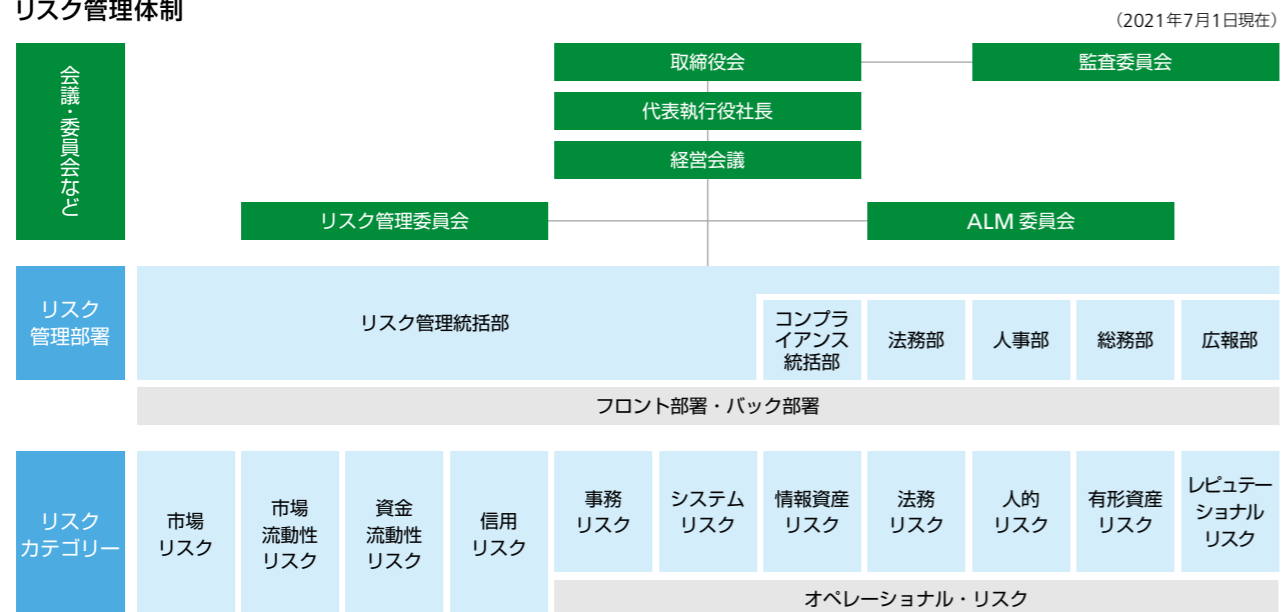 リスク管理体制
（2021年7月1日現在）
会議・委員会など
取締役会
監査委員会
代表執行役社長
経営会議
リスク管理委員会
ALM 委員会
リスク
管理部署
リスク管理統括部
コンプラ
イアンス
統括部
法務部
人事部
総務部
広報部
フロント部署・バック部署
リスク
カテゴリー
市場
リスク
市場
流動性
リスク
資金
流動性
リスク
信用
リスク
事務
リスク
システム
リスク
情報資産
リスク
法務
リスク
人的
リスク
有形資産
リスク
レピュテー
ショナル
リスク
オペレーショナル・リスク